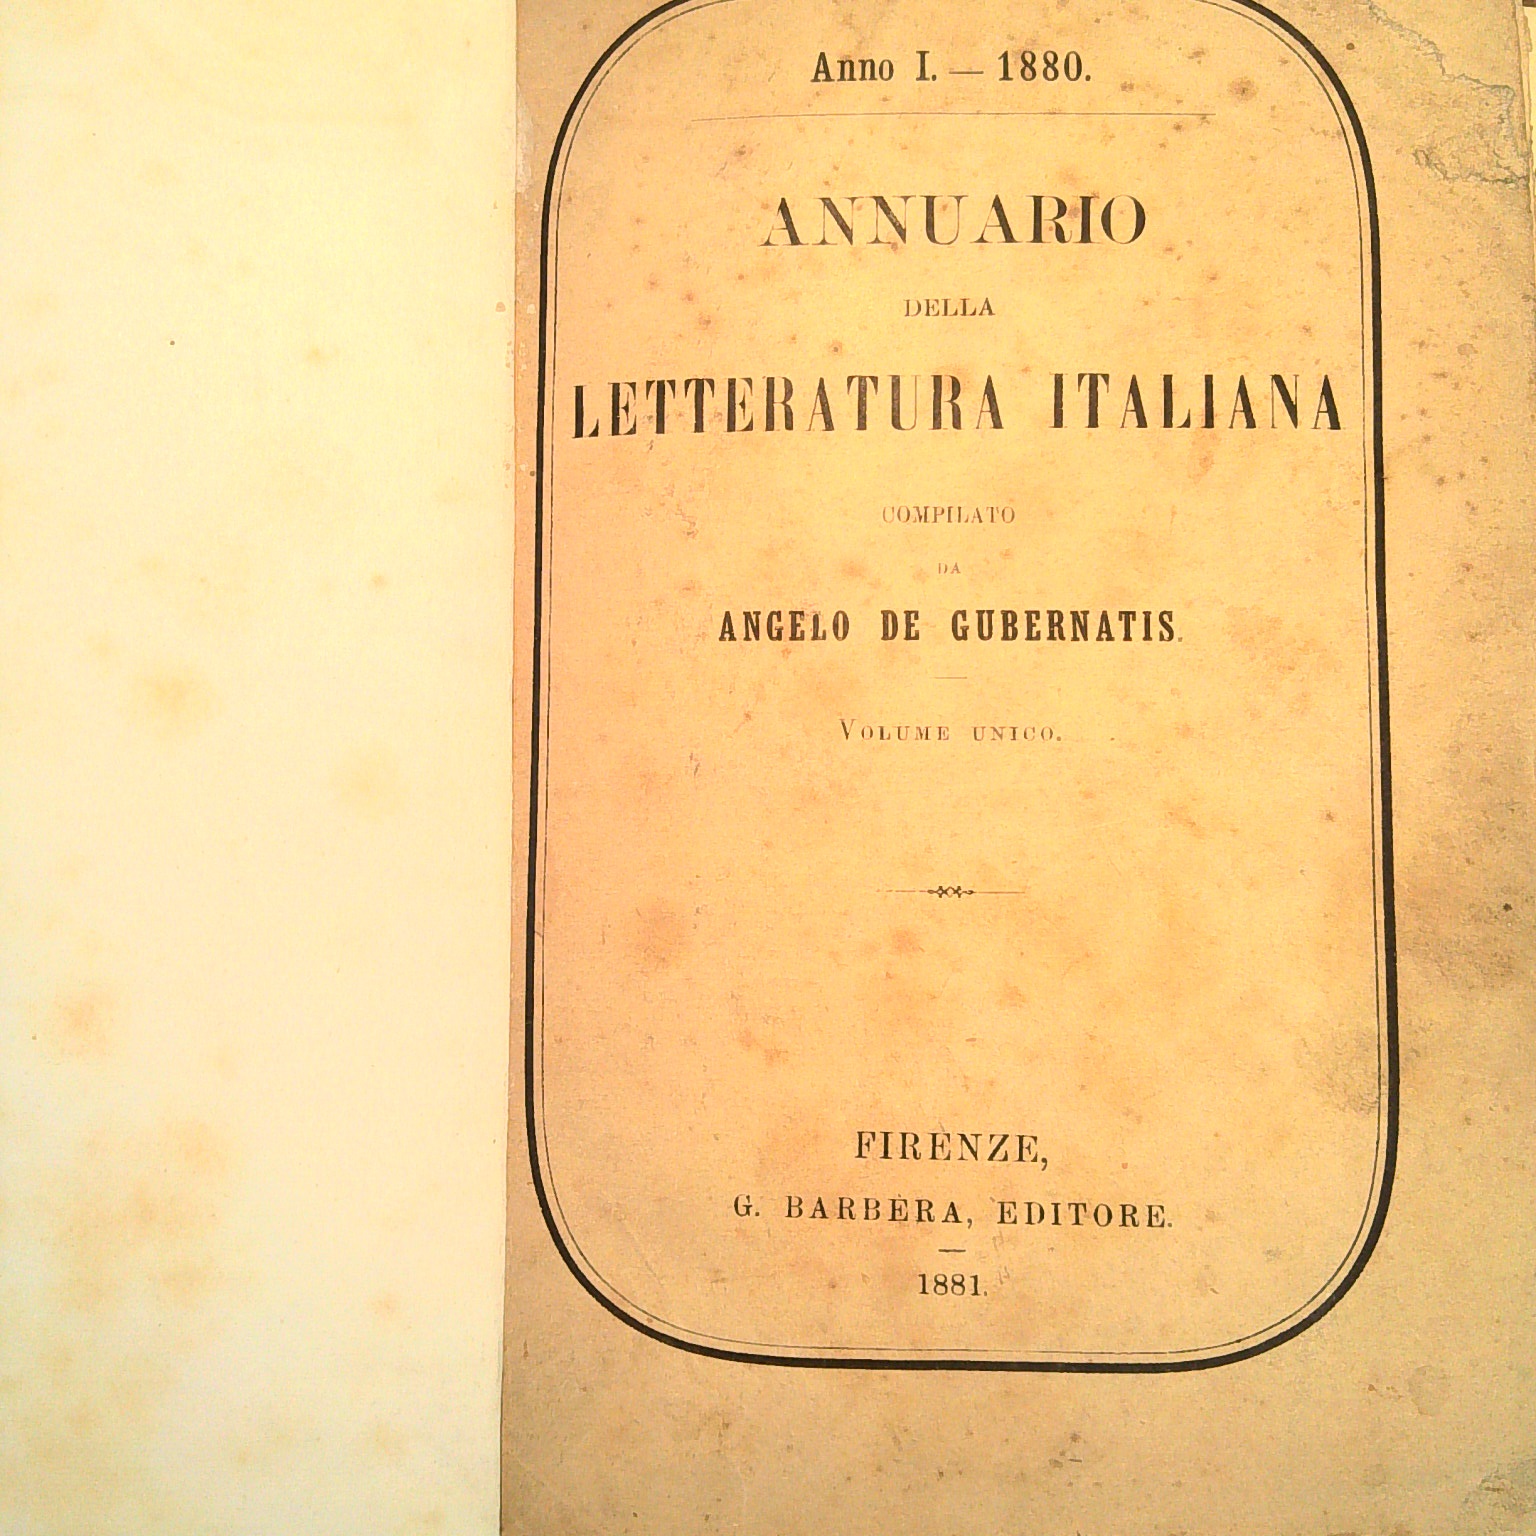 Anno I. — 1880.
ANNUARIO
DELLA
LETTERATURA ITALIANA
COMPILATO
DA
ANGELO DE GUBERNATIS.
VOLUME UNICO.
FIRENZE,
G. BARBÈRA, EDITORE.
1881.